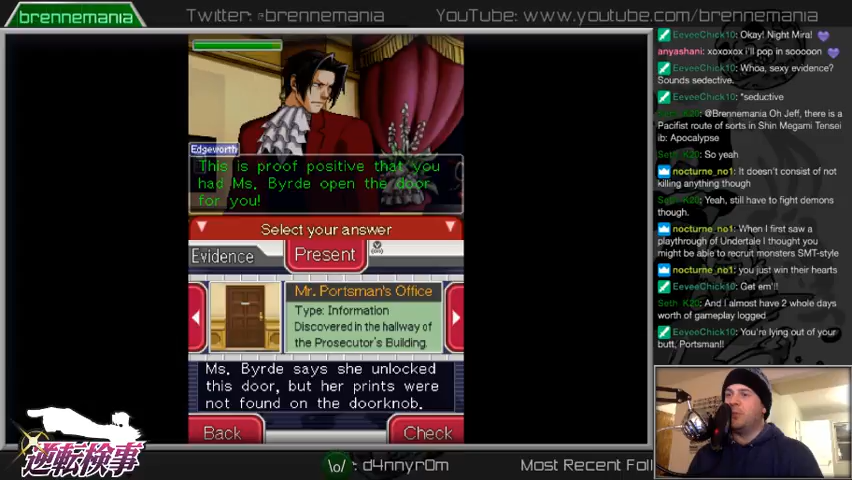 brennemania
Twitter: @brennemania
YouTube: www.youtube.com/brennemania
Edgeworth
This is proof positive that you
had Ms. Byrde open the door
for you!
Select your answer
Evidence
Present
Mr. Portsman's Office
Type: Information
Discovered in the hallway of
the Prosecutor's Building.
Ms. Byrde says she unlocked
this door, but her prints were
not found on the doorknob.
Back
Check
EeveeChick10: Okay! Night Mira!
anyashani: xoxoxox i'll pop in sooooon
EeveeChick10: Whoa, sexy evidence?
Sounds sedective.
EeveeChick10: *seductive
Seth_K20: @Brennemania Oh Jeff, there is a
Pacifist route of sorts in Shin Megami Tensei
ib: Apocalypse
Seth_K20: So yeah
nocturne_no1: It doesn't consist of not
killing anything though
Seth_K20: Yeah, still have to fight demons
though.
nocturne_no1: When I first saw a
playthrough of Undertale I thought you
might be able to recruit monsters SMT-style
nocturne_no1: you just win their hearts
EeveeChick10: Get em'!!
Seth_K20: And I almost have 2 whole days
worth of gameplay logged
EeveeChick10: You're lying out of your
butt, Portsman!!
逆転検事
\o/ : d4nnyr0m
Most Recent Foll